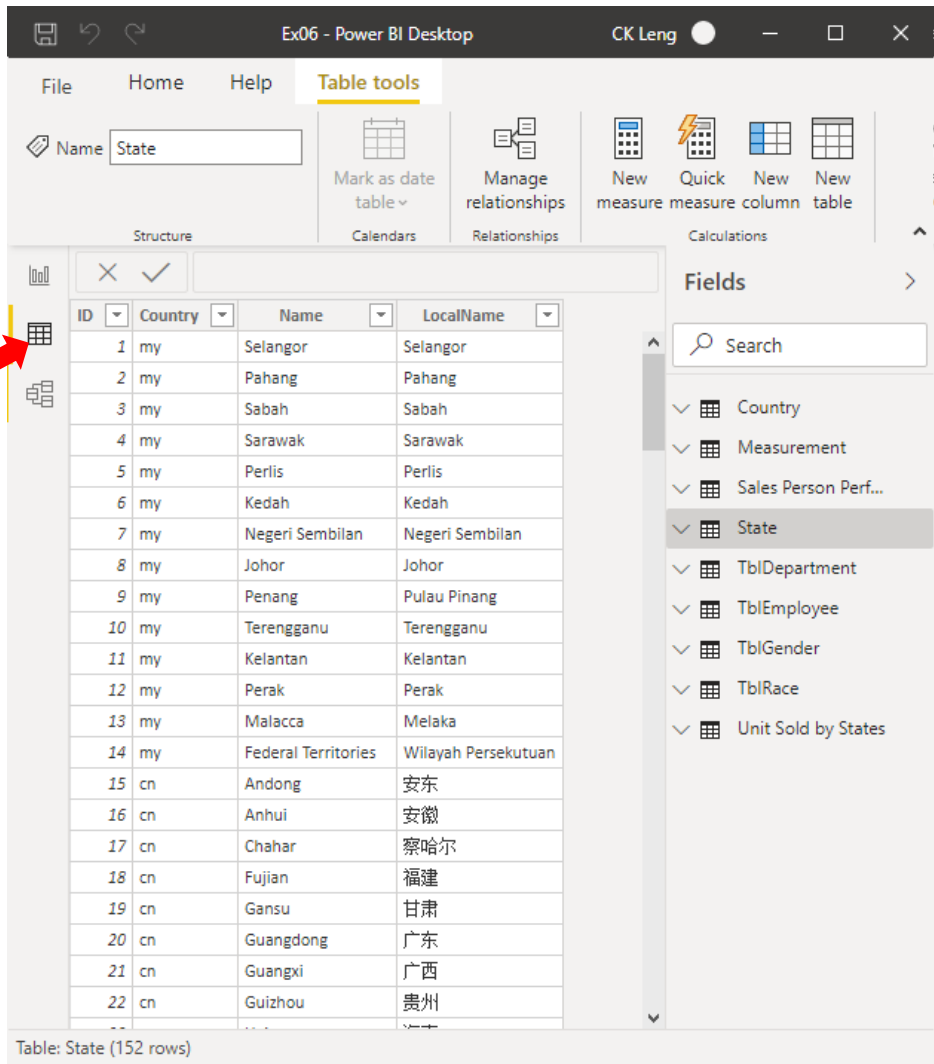 Ex06 - Power BI Desktop CK Leng
File Home Help Table tools
Name State
Mark as date table
Manage relationships
New measure
Quick measure
New column
New table
Structure Calendars Relationships Calculations
Fields
Search
Country
Measurement
Sales Person Perf...
State
TblDepartment
TblEmployee
TblGender
TblRace
Unit Sold by States
ID Country Name LocalName
1 my Selangor Selangor
2 my Pahang Pahang
3 my Sabah Sabah
4 my Sarawak Sarawak
5 my Perlis Perlis
6 my Kedah Kedah
7 my Negeri Sembilan Negeri Sembilan
8 my Johor Johor
9 my Penang Pulau Pinang
10 my Terengganu Terengganu
11 my Kelantan Kelantan
12 my Perak Perak
13 my Malacca Melaka
14 my Federal Territories Wilayah Persekutuan
15 cn Andong 安东
16 cn Anhui 安徽
17 cn Chahar 察哈尔
18 cn Fujian 福建
19 cn Gansu 甘肃
20 cn Guangdong 广东
21 cn Guangxi 广西
22 cn Guizhou 贵州
Table: State (152 rows)